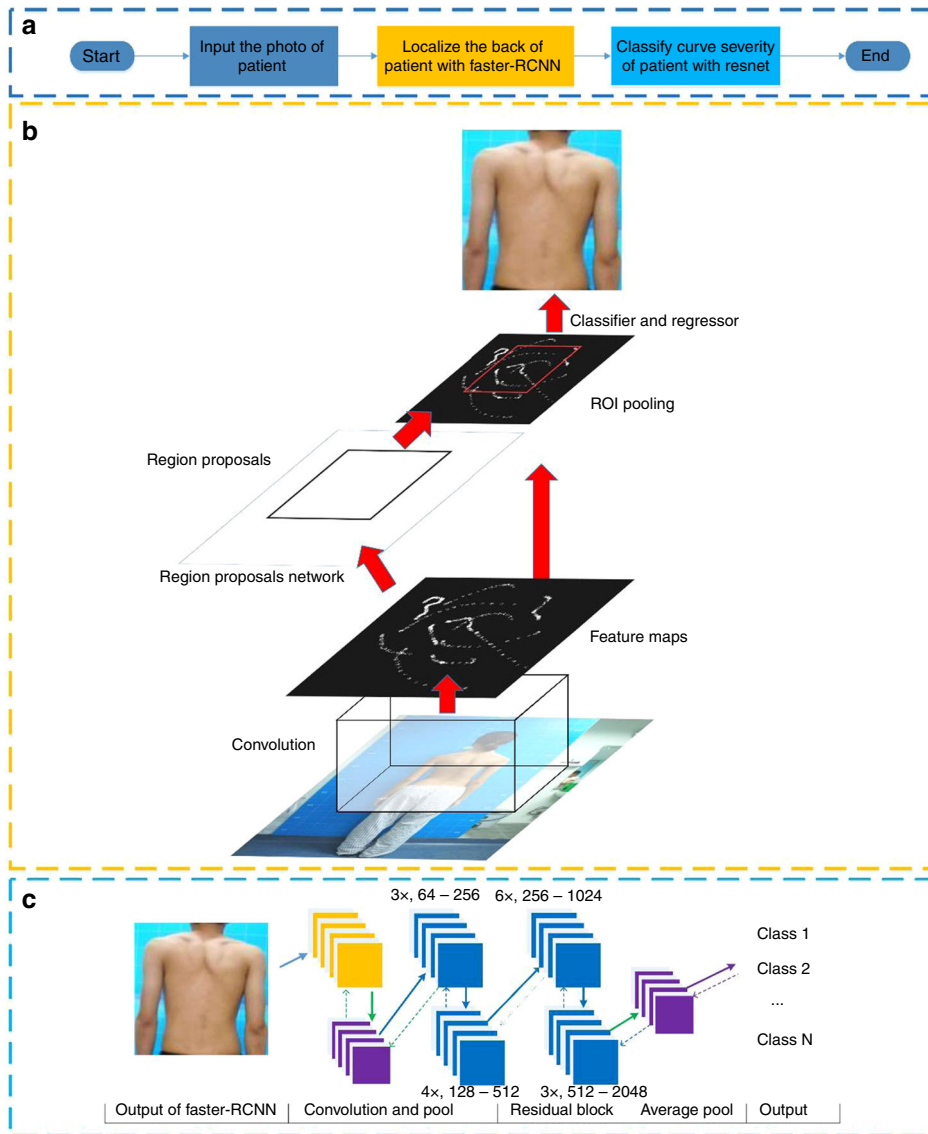 a
Start
Input the photo of
patient
Localize the back of
patient with faster-RCNN
Classify curve severity
of patient with resnet
End
b
Classifier and regressor
ROI pooling
Region proposals
Region proposals network
Feature maps
Convolution
c
3×, 64 – 256
6×, 256 – 1024
Class 1
Class 2
...
Class N
4×, 128 – 512
3×, 512 – 2048
Output of faster-RCNN
Convolution and pool
Residual block
Average pool
Output